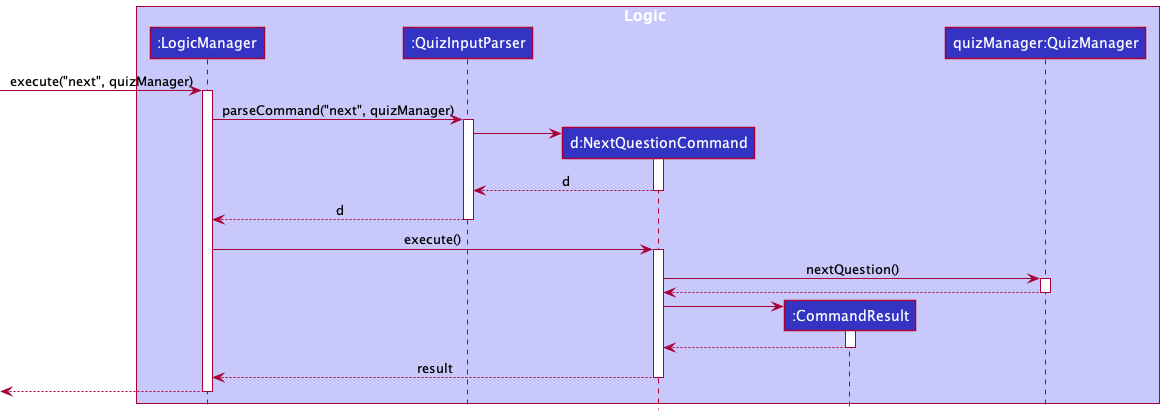 Logic
:LogicManager
:QuizInputParser
quizManager:QuizManager
execute("next", quizManager)
parseCommand("next", quizManager)
d:NextQuestionCommand
d
d
execute()
nextQuestion()
:CommandResult
result